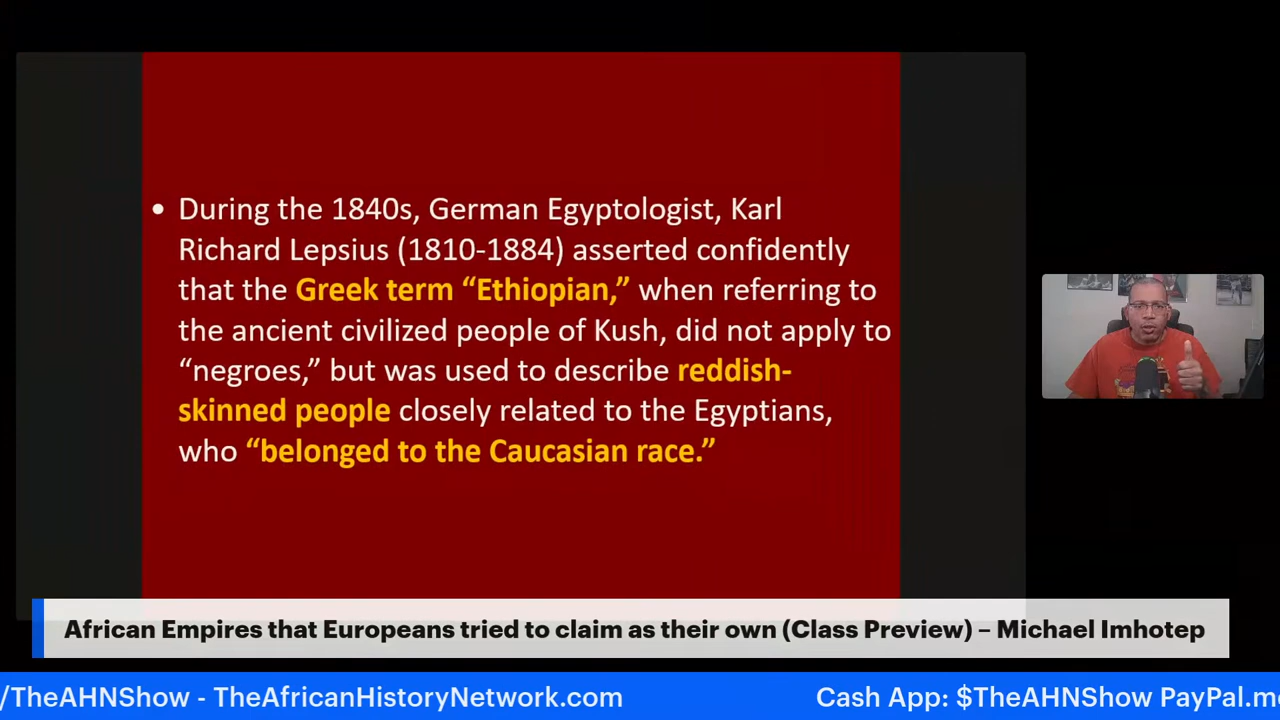 • During the 1840s, German Egyptologist, Karl
Richard Lepsius (1810-1884) asserted confidently
that the Greek term “Ethiopian,” when referring to
the ancient civilized people of Kush, did not apply to
“negroes,” but was used to describe reddish-
skinned people closely related to the Egyptians,
who “belonged to the Caucasian race.”
African Empires that Europeans tried to claim as their own (Class Preview) – Michael Imhotep
/TheAHNShow - TheAfricanHistoryNetwork.com Cash App: $TheAHNShow PayPal.m